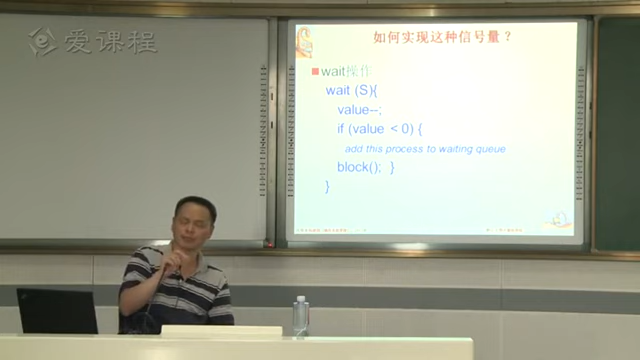 爱课程
如何实现这种信号量？
wait操作
wait (S){
value--;
if (value < 0) {
add this process to waiting queue
block(); }
}